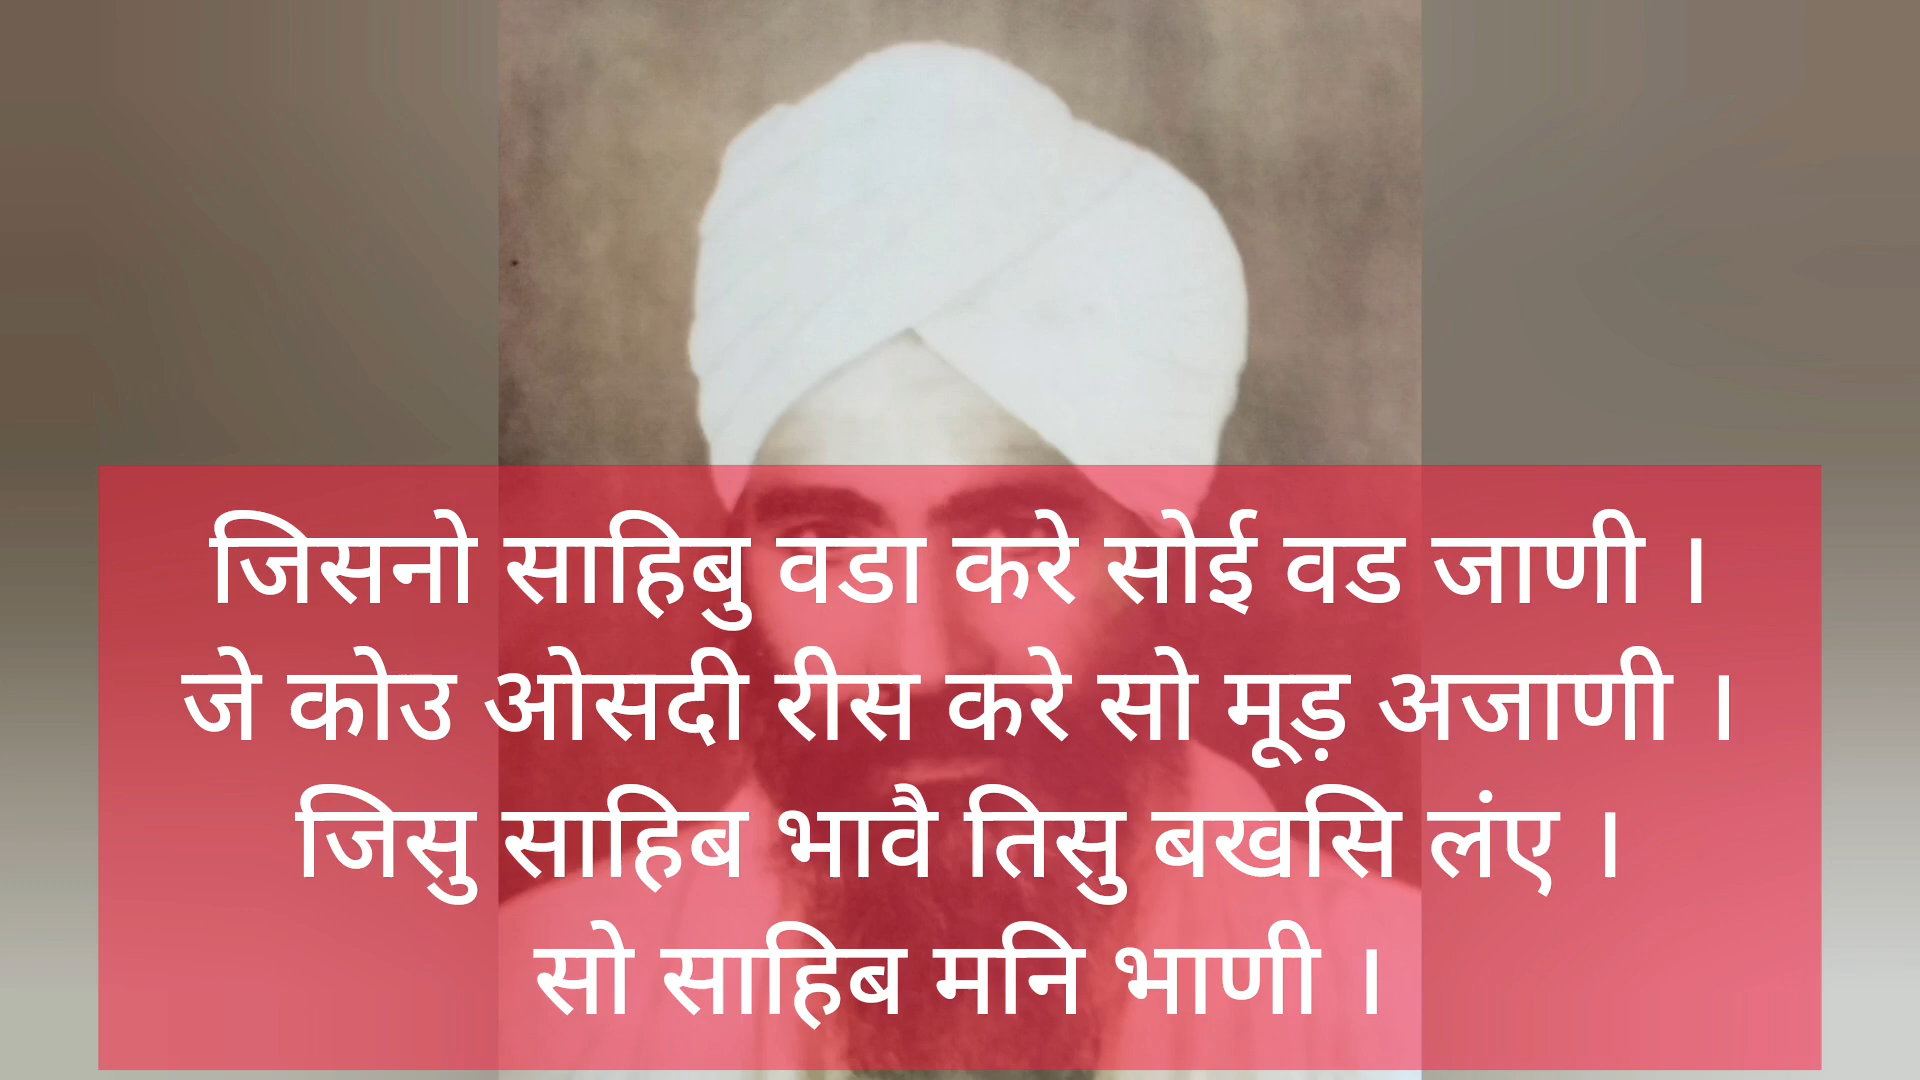 जिसनो साहिबु वडा करे सोई वड जाणी ।
जे कोउ ओसदी रीस करे सो मूड़ अजाणी ।
जिसु साहिब भावै तिसु बखसि लंए ।
सो साहिब मनि भाणी ।